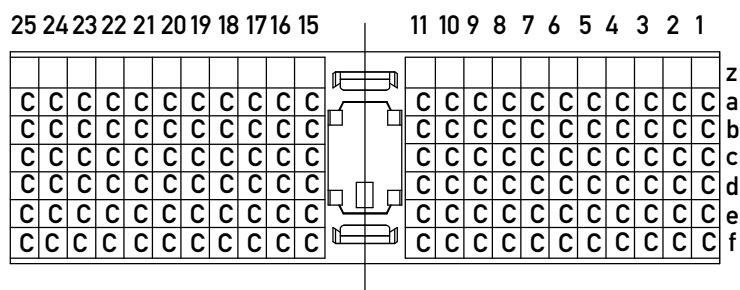 25 24 23 22 21 20 19 18 17 16 15 11 10 9 8 7 6 5 4 3 2 1
z
C C C C C C C C C C C C C C C C C C C C C C a
C C C C C C C C C C C C C C C C C C C C C C b
C C C C C C C C C C C C C C C C C C C C C C c
C C C C C C C C C C C C C C C C C C C C C C d
C C C C C C C C C C C C C C C C C C C C C C e
C C C C C C C C C C C C C C C C C C C C C C f